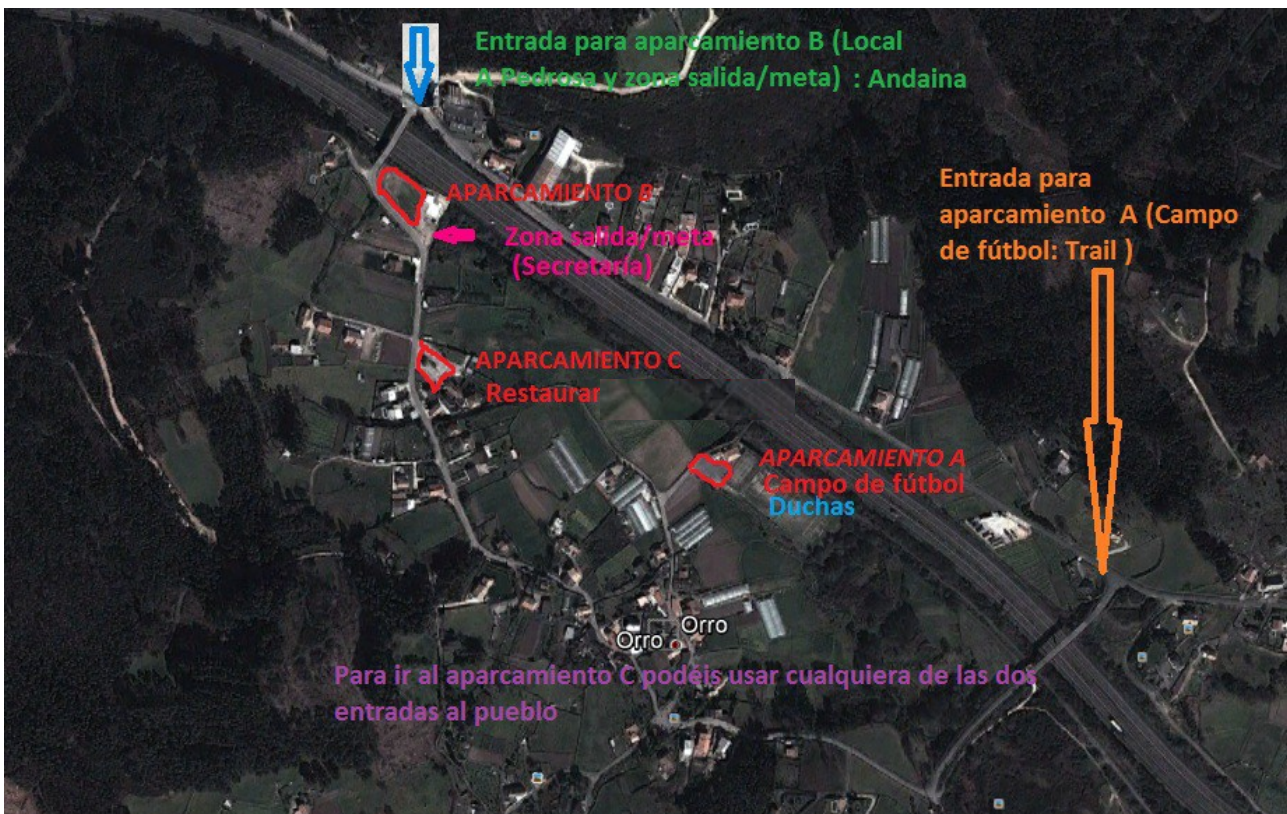 Entrada para aparcamiento B (Local
A Pedrosa y zona salida/meta) : Andaina
APARCAMIENTO B
Zona salida/meta
(Secretaría)
Entrada para
aparcamiento A (Campo
de fútbol: Trail )
APARCAMIENTO C
Restaurar
APARCAMIENTO A
Campo de fútbol
Duchas
Orro
Orro
Para ir al aparcamiento C podéis usar cualquiera de las dos
entradas al pueblo